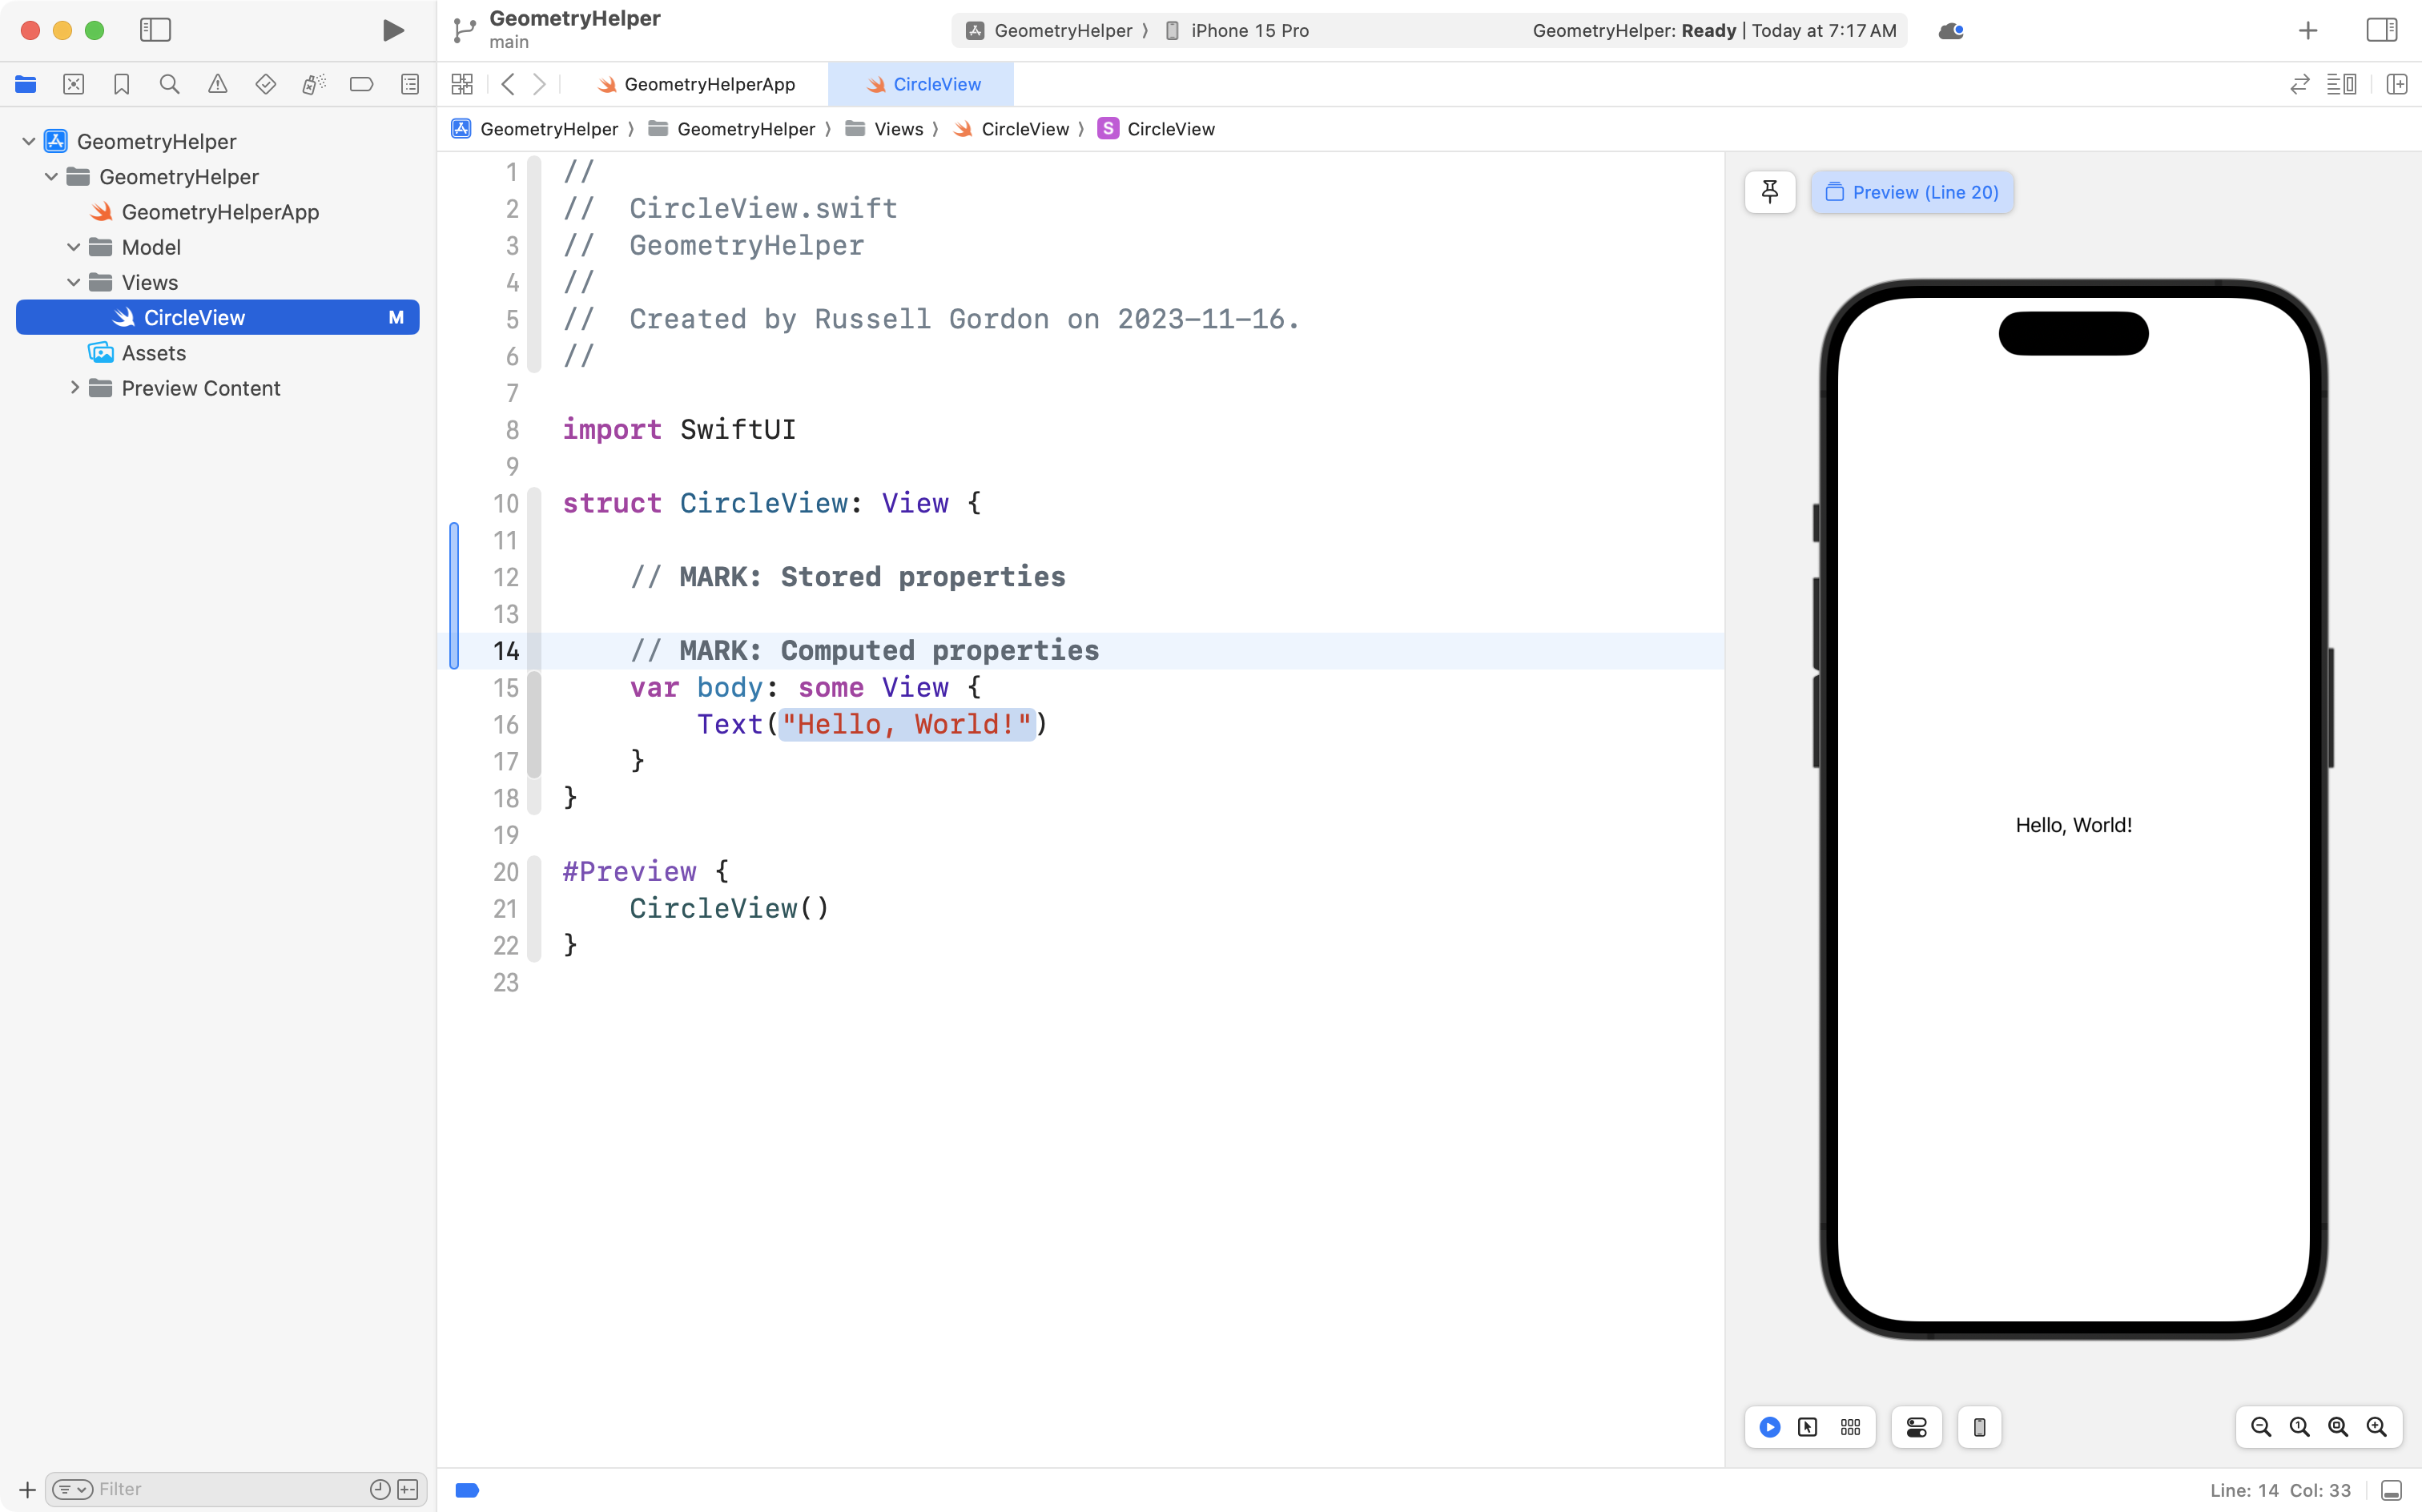 GeometryHelper
main
GeometryHelper 〉 iPhone 15 Pro
GeometryHelper: Ready | Today at 7:17 AM
GeometryHelperApp
CircleView
GeometryHelper 〉 GeometryHelper 〉 Views 〉 CircleView 〉 S CircleView
GeometryHelper
GeometryHelper
GeometryHelperApp
Model
Views
CircleView M
Assets
Preview Content
1 //
2 //  CircleView.swift
3 //  GeometryHelper
4 //
5 //  Created by Russell Gordon on 2023-11-16.
6 //
7
8 import SwiftUI
9
10 struct CircleView: View {
11
12     // MARK: Stored properties
13
14     // MARK: Computed properties
15     var body: some View {
16         Text("Hello, World!")
17     }
18 }
19
20 #Preview {
21     CircleView()
22 }
23
Preview (Line 20)
Hello, World!
Filter
Line: 14 Col: 33